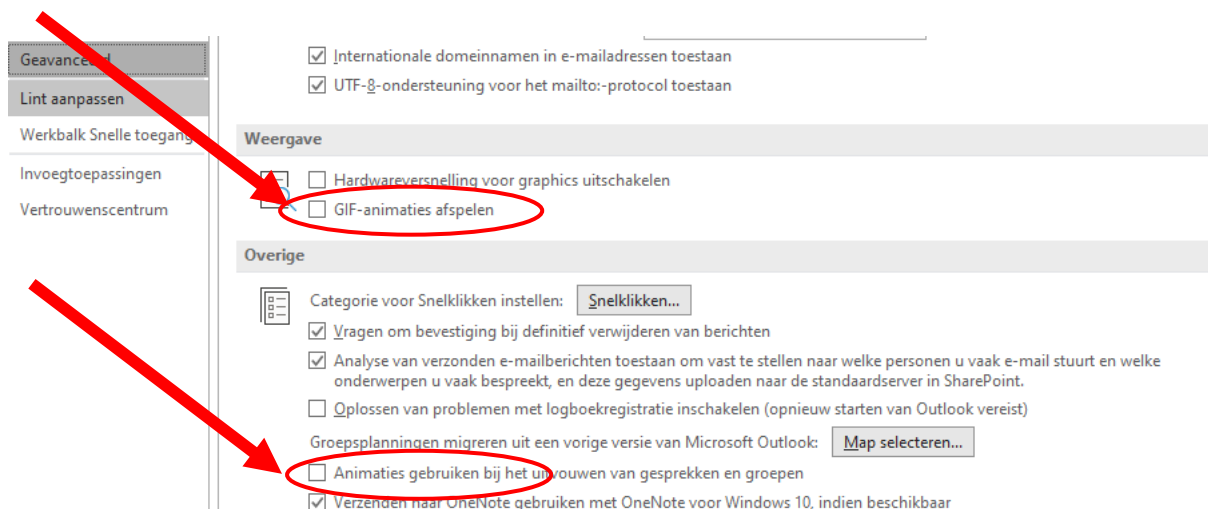 Geavanceerd
Lint aanpassen
Werkbalk Snelle toegang
Invoegtoepassingen
Vertrouwenscentrum
Internationale domeinnamen in e-mailadressen toestaan
UTF-8-ondersteuning voor het mailto:-protocol toestaan
Weergave
Hardwareversnelling voor graphics uitschakelen
GIF-animaties afspelen
Overige
Categorie voor Snelklikken instellen: Snelklikken...
Vragen om bevestiging bij definitief verwijderen van berichten
Analyse van verzonden e-mailberichten toestaan om vast te stellen naar welke personen u vaak e-mail stuurt en welke
onderwerpen u vaak bespreekt, en deze gegevens uploaden naar de standaardserver in SharePoint.
Oplossen van problemen met logboekregistratie inschakelen (opnieuw starten van Outlook vereist)
Groepsplanningen migreren uit een vorige versie van Microsoft Outlook: Map selecteren...
Animaties gebruiken bij het uitvouwen van gesprekken en groepen
Verzenden naar OneNote gebruiken met OneNote voor Windows 10, indien beschikbaar